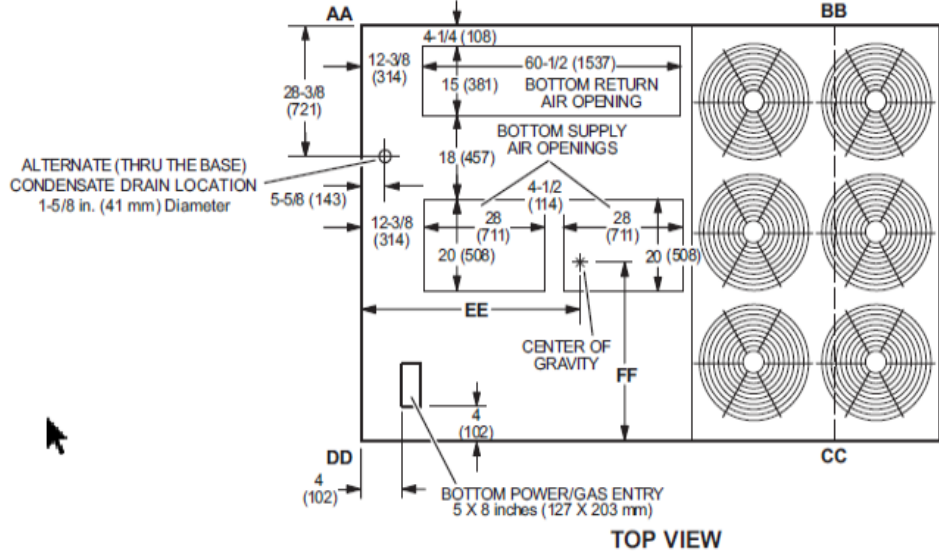 AA
BB
4-1/4 (108)
12-3/8
(314)
60-1/2 (1537)
15 (381)
BOTTOM RETURN
AIR OPENING
28-3/8
(721)
BOTTOM SUPPLY
AIR OPENINGS
18 (457)
ALTERNATE (THRU THE BASE)
CONDENSATE DRAIN LOCATION
1-5/8 in. (41 mm) Diameter
5-5/8 (143)
4-1/2
(114)
12-3/8
(314)
28
(711)
28
(711)
20 (508)
20 (508)
EE
CENTER OF
GRAVITY
FF
4
(102)
DD
CC
4
(102)
BOTTOM POWER/GAS ENTRY
5 X 8 inches (127 X 203 mm)
TOP VIEW